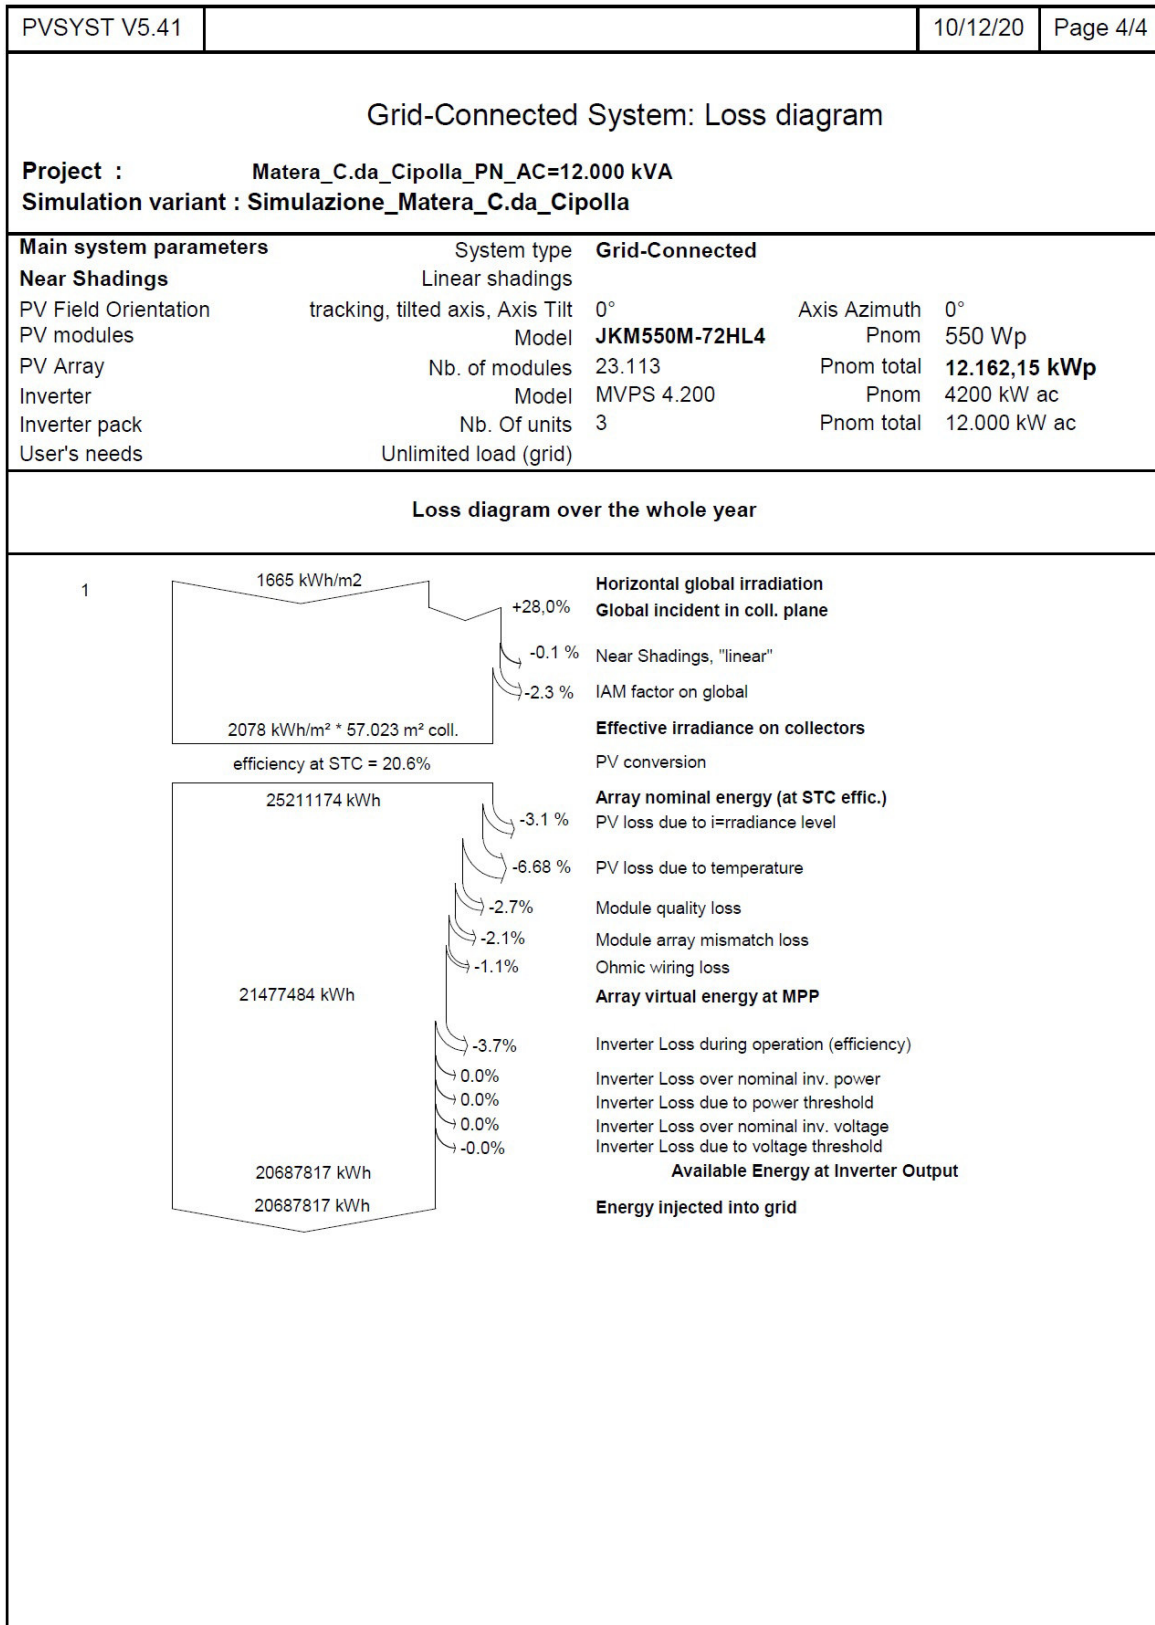 PVSYST V5.41 10/12/20 Page 4/4
Grid-Connected System: Loss diagram
Project : Matera_C.da_Cipolla_PN_AC=12.000 kVA
Simulation variant : Simulazione_Matera_C.da_Cipolla
Main system parameters System type Grid-Connected
Near Shadings Linear shadings
PV Field Orientation tracking, tilted axis, Axis Tilt 0° Axis Azimuth 0°
PV modules Model JKM550M-72HL4 Pnom 550 Wp
PV Array Nb. of modules 23.113 Pnom total 12.162,15 kWp
Inverter Model MVPS 4.200 Pnom 4200 kW ac
Inverter pack Nb. Of units 3 Pnom total 12.000 kW ac
User's needs Unlimited load (grid)
Loss diagram over the whole year
1 1665 kWh/m2 Horizontal global irradiation
+28,0% Global incident in coll. plane
-0.1 % Near Shadings, "linear"
-2.3 % IAM factor on global
2078 kWh/m² * 57.023 m² coll. Effective irradiance on collectors
efficiency at STC = 20.6% PV conversion
25211174 kWh Array nominal energy (at STC effic.)
-3.1 % PV loss due to i=rradiance level
-6.68 % PV loss due to temperature
-2.7% Module quality loss
-2.1% Module array mismatch loss
-1.1% Ohmic wiring loss
21477484 kWh Array virtual energy at MPP
-3.7% Inverter Loss during operation (efficiency)
0.0% Inverter Loss over nominal inv. power
0.0% Inverter Loss due to power threshold
0.0% Inverter Loss over nominal inv. voltage
-0.0% Inverter Loss due to voltage threshold
20687817 kWh Available Energy at Inverter Output
20687817 kWh Energy injected into grid